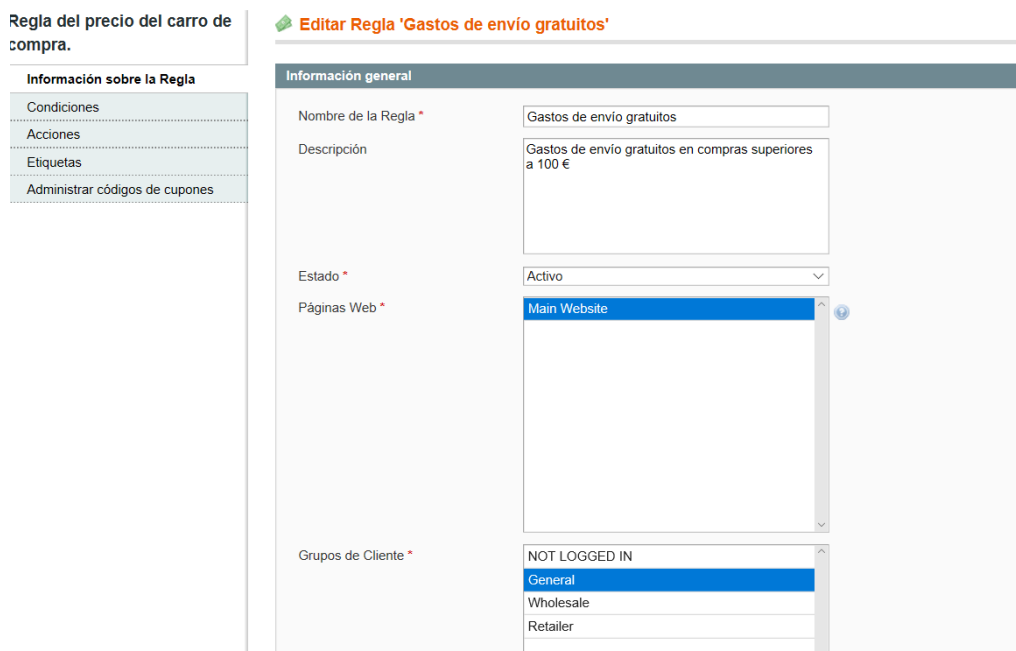 Regla del precio del carro de
compra.
Información sobre la Regla
Condiciones
Acciones
Etiquetas
Administrar códigos de cupones
Editar Regla 'Gastos de envío gratuitos'
Información general
Nombre de la Regla *
Gastos de envío gratuitos
Descripción
Gastos de envío gratuitos en compras superiores
a 100 €
Estado *
Activo
Páginas Web *
Main Website
Grupos de Cliente *
NOT LOGGED IN
General
Wholesale
Retailer